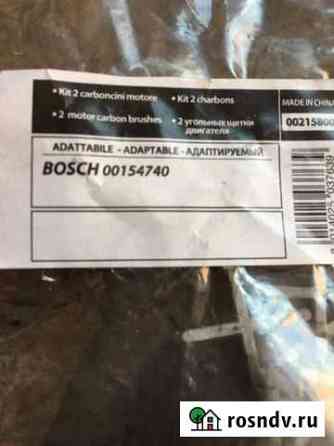 • Kit 2 carboncini motore
• Kit 2 charbons
MADE IN CHINA
• 2 motor carbon brushes
• 2 угольных щетки двигателя
00215800
ADATTABILE - ADAPTABLE - АДАПТИРУЕМЫЙ
BOSCH 00154740
rosndv.ru